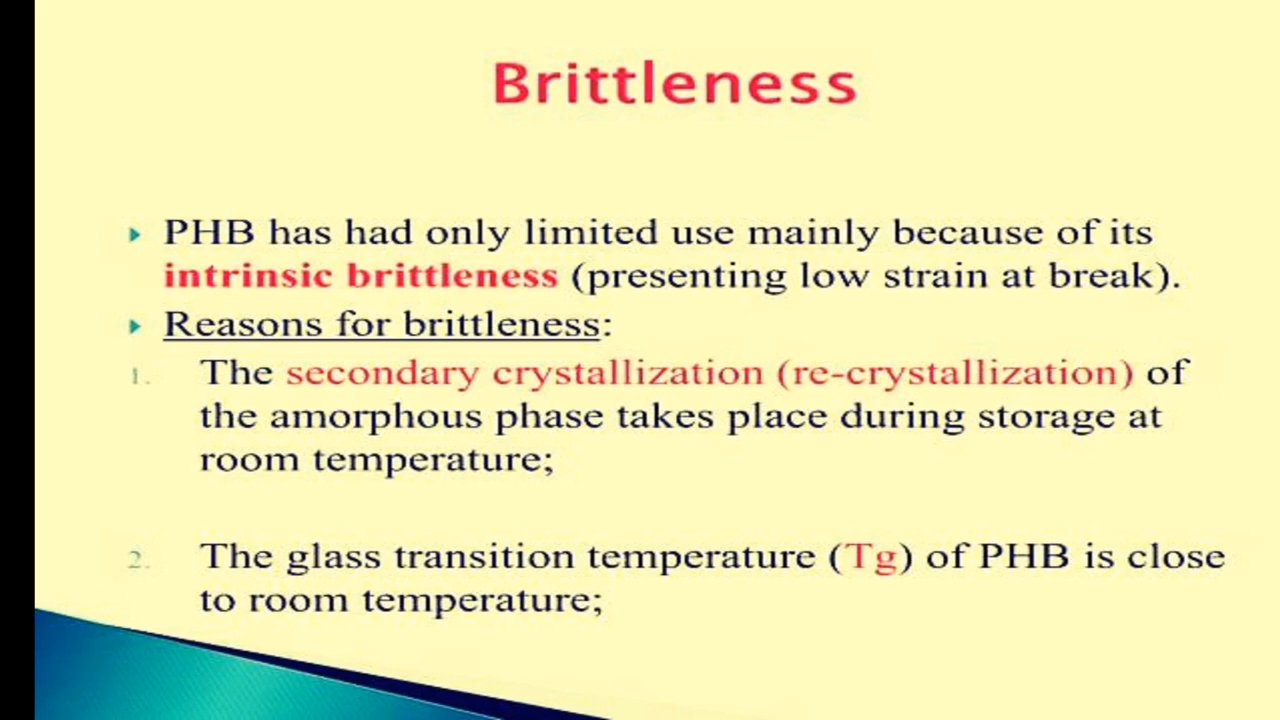 Brittleness
PHB has had only limited use mainly because of its
intrinsic brittleness (presenting low strain at break).
Reasons for brittleness:
1. The secondary crystallization (re-crystallization) of
the amorphous phase takes place during storage at
room temperature;
2. The glass transition temperature (Tg) of PHB is close
to room temperature;